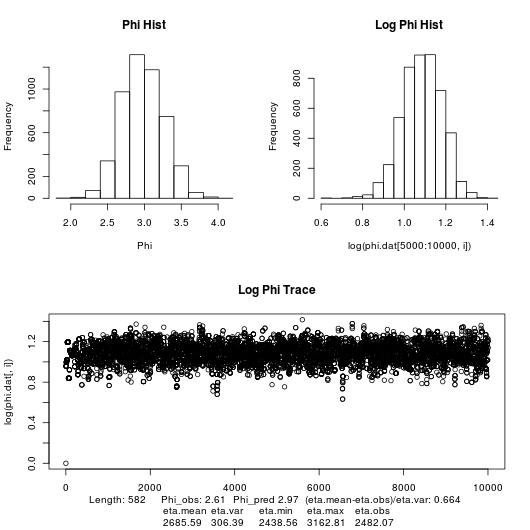 Phi Hist
Log Phi Hist
Frequency
0 200 600 1000
2.0 2.5 3.0 3.5 4.0
Phi
Frequency
0 200 400 600 800
0.6 0.8 1.0 1.2 1.4
log(phi.dat[5000:10000, i])
Log Phi Trace
log(phi.dat[, i])
0.0 0.4 0.8 1.2
0 2000 4000 6000 8000 10000
Length: 582 Phi_obs: 2.61 Phi_pred 2.97 (eta.mean-eta.obs)/eta.var: 0.664
eta.mean eta.var eta.min eta.max eta.obs
2685.59 306.39 2438.56 3162.81 2482.07